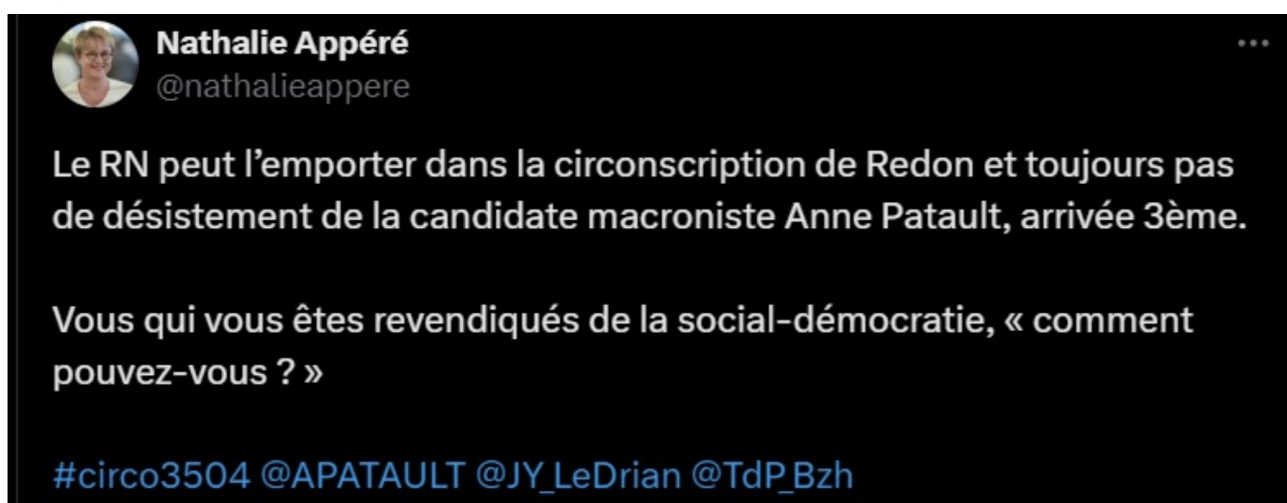 Nathalie Appéré
@nathalieappere
Le RN peut l’emporter dans la circonscription de Redon et toujours pas
de désistement de la candidate macroniste Anne Patault, arrivée 3ème.
Vous qui vous êtes revendiqués de la social-démocratie, « comment
pouvez-vous ? »
#circo3504 @APATAULT @JY_LeDrian @TdP_Bzh